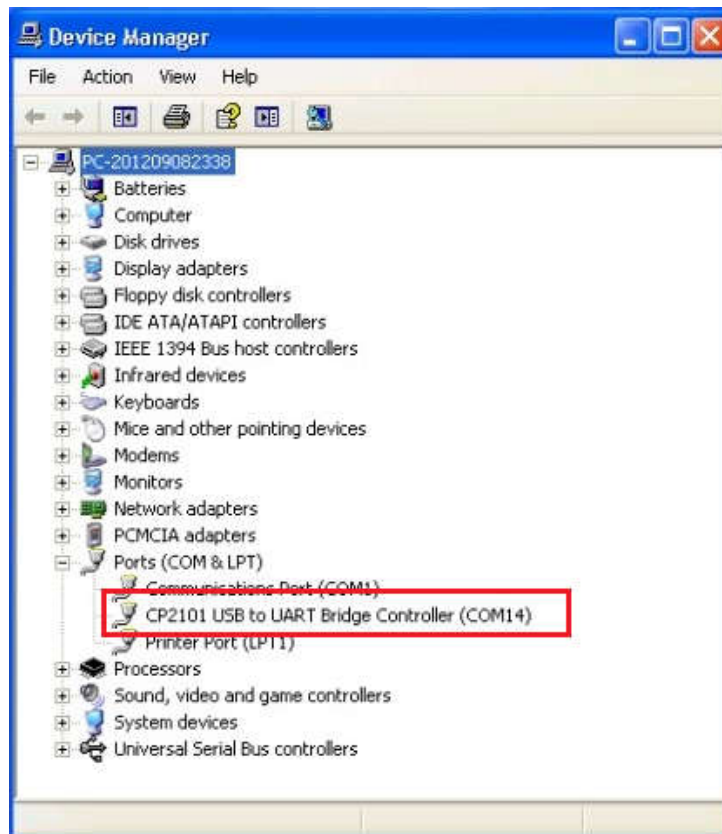 Device Manager
File Action View Help
PC-201209082338
Batteries
Computer
Disk drives
Display adapters
Floppy disk controllers
IDE ATA/ATAPI controllers
IEEE 1394 Bus host controllers
Infrared devices
Keyboards
Mice and other pointing devices
Modems
Monitors
Network adapters
PCMCIA adapters
Ports (COM & LPT)
Communications Port (COM1)
CP2101 USB to UART Bridge Controller (COM14)
Printer Port (LPT1)
Processors
Sound, video and game controllers
System devices
Universal Serial Bus controllers